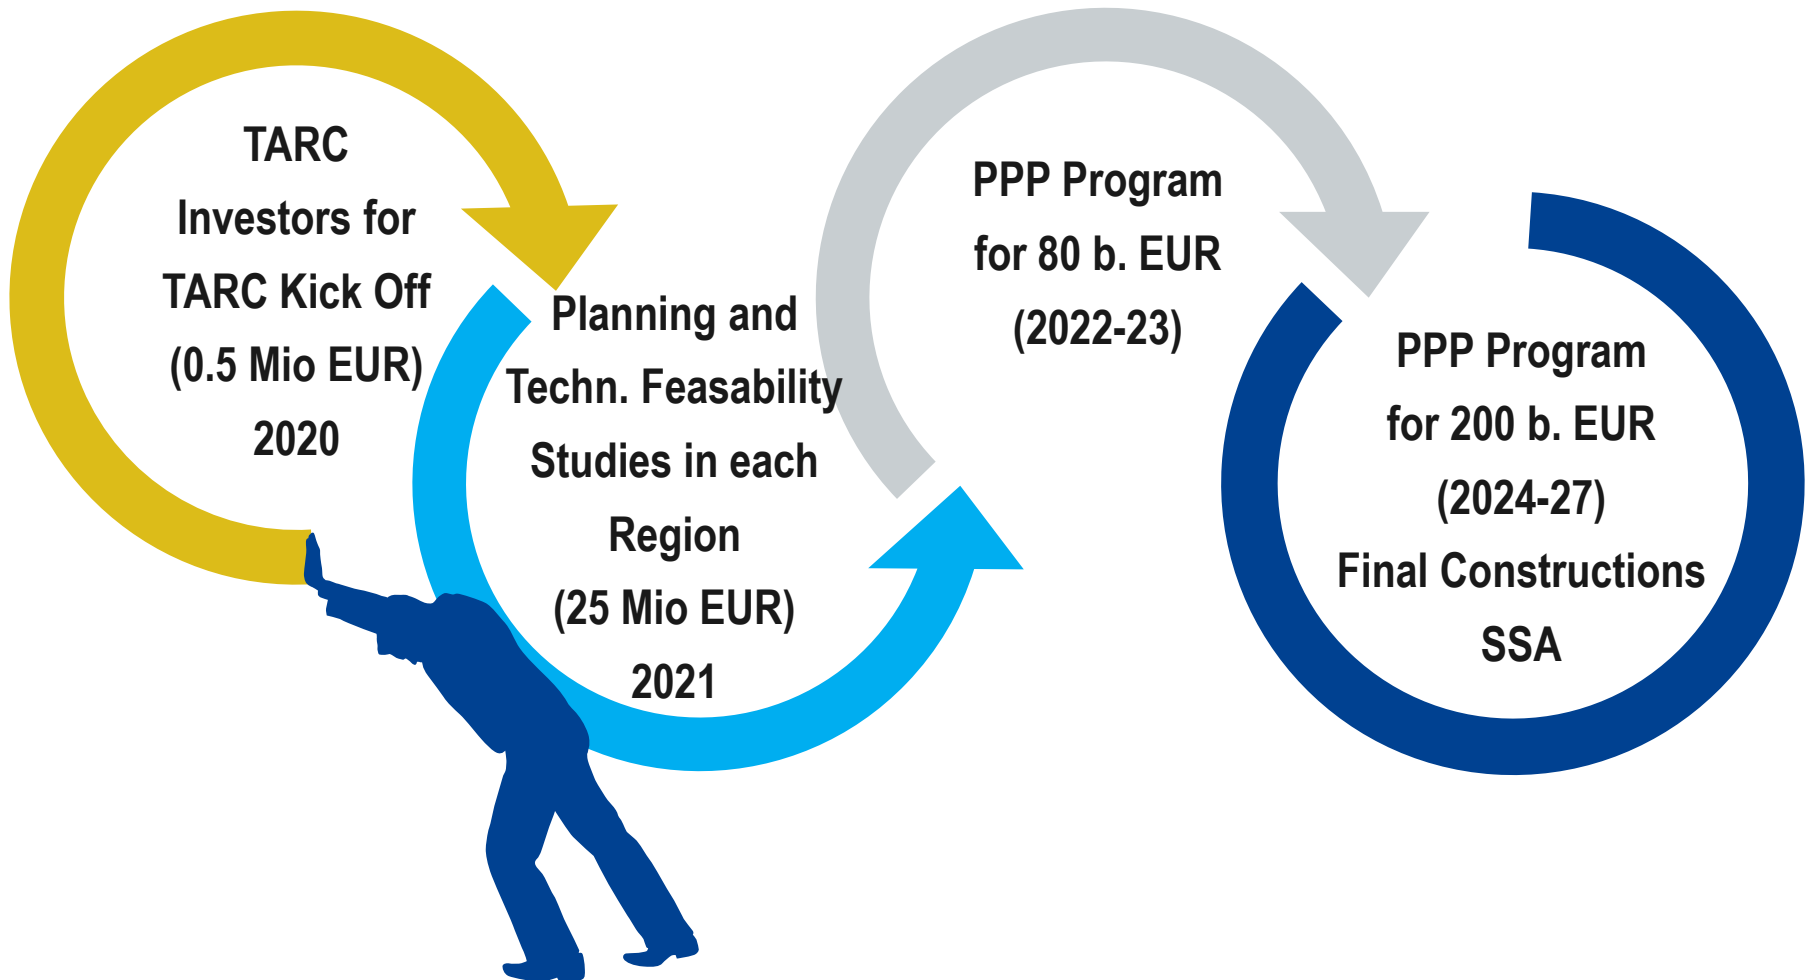 TARC
Investors for
TARC Kick Off
(0.5 Mio EUR)
2020
Planning and
Techn. Feasability
Studies in each
Region
(25 Mio EUR)
2021
PPP Program
for 80 b. EUR
(2022-23)
PPP Program
for 200 b. EUR
(2024-27)
Final Constructions
SSA